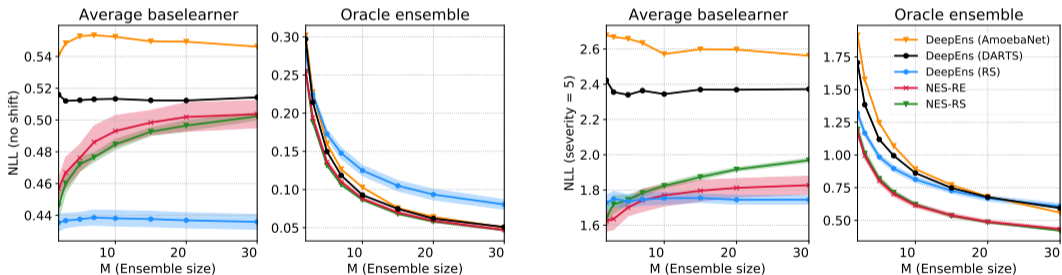 Average baselearner
NLL (no shift)
0.54
0.52
0.50
0.48
0.46
0.44
10
20
30
M (Ensemble size)
Oracle ensemble
0.30
0.25
0.20
0.15
0.10
0.05
10
20
30
M (Ensemble size)
Average baselearner
NLL (severity = 5)
2.6
2.4
2.2
2.0
1.8
1.6
10
20
30
M (Ensemble size)
Oracle ensemble
1.75
1.50
1.25
1.00
0.75
0.50
DeepEns (AmoebaNet)
DeepEns (DARTS)
DeepEns (RS)
NES-RE
NES-RS
10
20
30
M (Ensemble size)